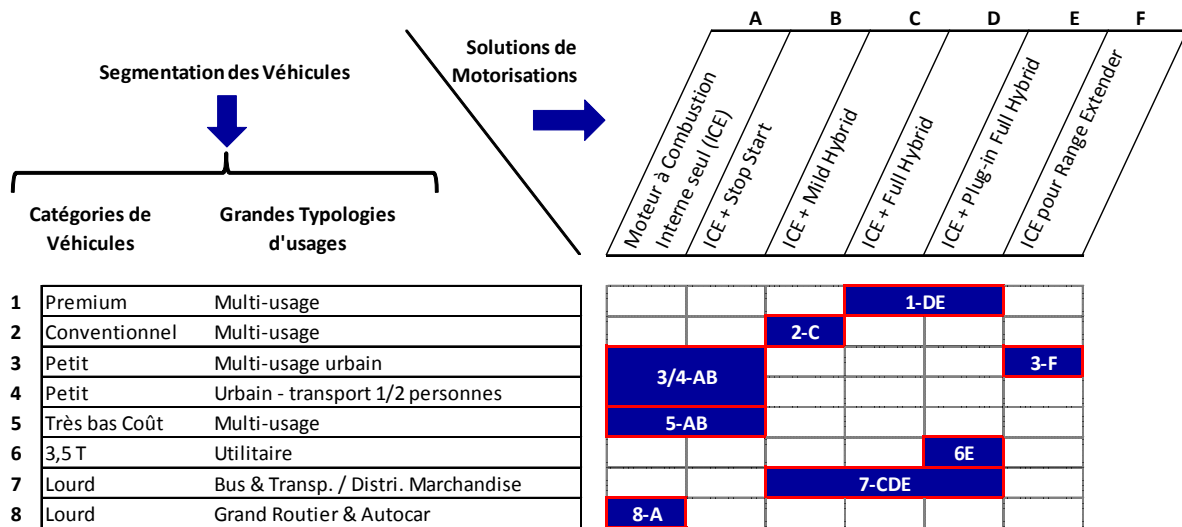 A B C D E F
Segmentation des Véhicules
Solutions de
Motorisations
Moteur à Combustion
Interne seul (ICE)
ICE + Stop Start
ICE + Mild Hybrid
ICE + Full Hybrid
ICE + Plug-in Full Hybrid
ICE pour Range Extender
Catégories de
Véhicules
Grandes Typologies
d'usages
1 Premium Multi-usage 1-DE
2 Conventionnel Multi-usage 2-C
3 Petit Multi-usage urbain 3-F
3/4-AB
4 Petit Urbain - transport 1/2 personnes
5 Très bas Coût Multi-usage 5-AB
6 3,5 T Utilitaire 6E
7 Lourd Bus & Transp. / Distri. Marchandise 7-CDE
8 Lourd Grand Routier & Autocar 8-A